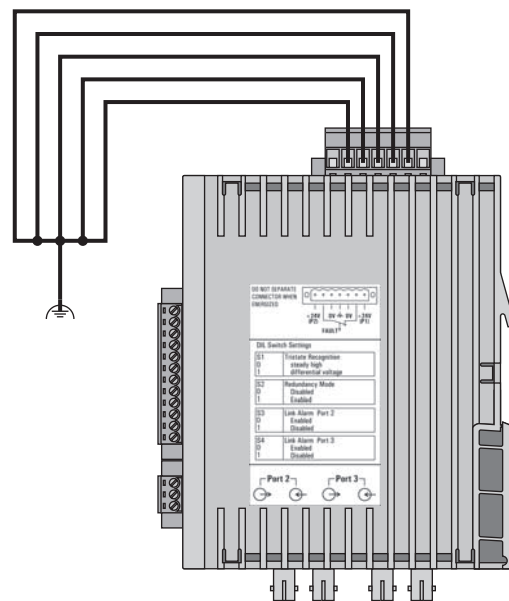 DO NOT SEPARATE
CONNECTOR WHEN
ENERGIZED
+24V 0V 0V +24V
(P2) (P1)
FAULT
DIL Switch Settings
S1 Tristate Recognition
0 steady high
1 differential voltage
S2 Redundancy Mode
0 Disabled
1 Enabled
S3 Link Alarm Port 2
0 Enabled
1 Disabled
S4 Link Alarm Port 3
0 Enabled
1 Disabled
Port 2 Port 3